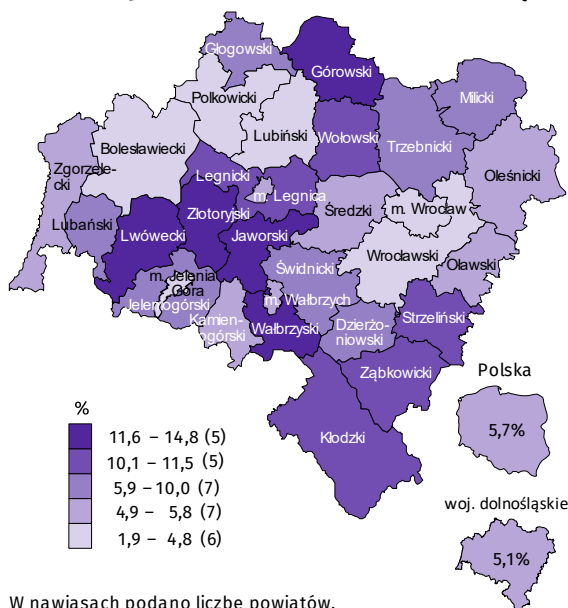 Głogowski
Górowski
Milicki
Polkowicki
Lubiński
Wołowski
Trzebnicki
Bolesławiecki
Zgorzele-
cki
Oleśnicki
Legnicki
m. Legnica
Średzki
m. Wrocław
Złotoryjski
Lubański
Lwówecki
Jaworski
Wrocławski
Oławski
Świdnicki
m. Jelenia
Góra
Jeleniogórski
m. Wałbrych
Kamien-
nogórski
Wałbrzyski
Dzierżo-
niowski
Strzeliński
Ząbkowicki
Kłodzki
Polska
5,7%
woj. dolnośląskie
5,1%
%
11,6 – 14,8 (5)
10,1 – 11,5 (5)
5,9 – 10,0 (7)
4,9 – 5,8 (7)
1,9 – 4,8 (6)
W nawiasach podano liczbę powiatów.